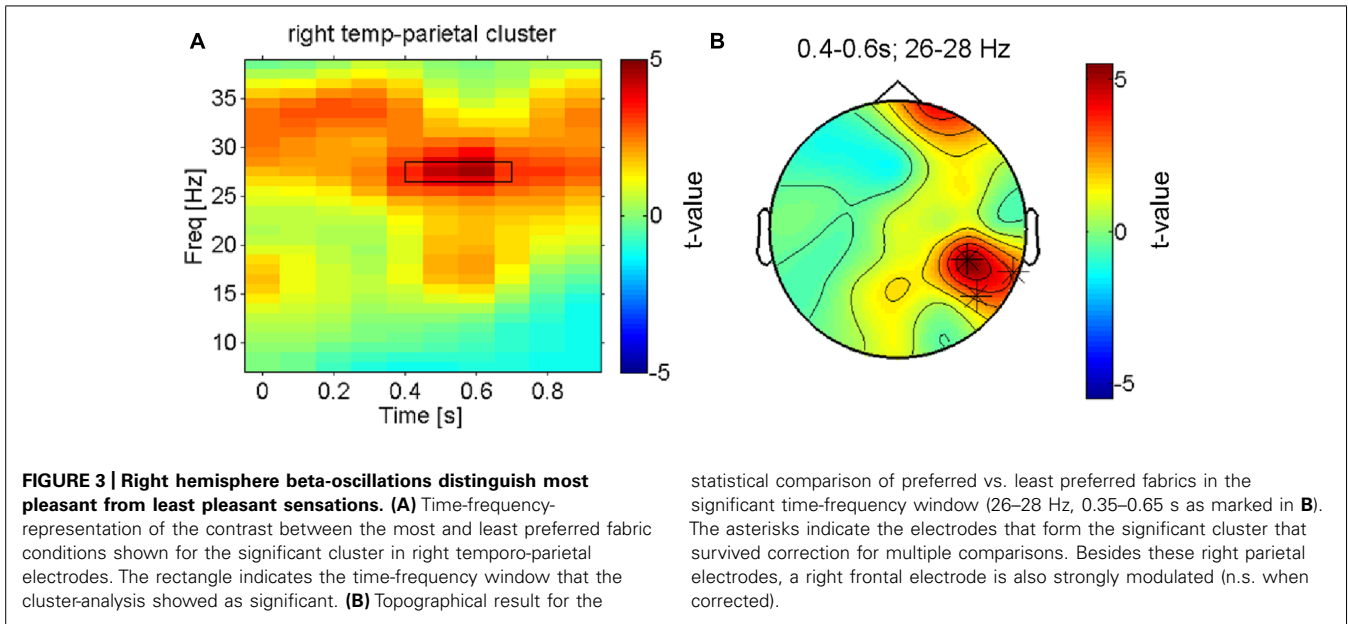 A
right temp-parietal cluster
35
30
25
20
15
10
Freq [Hz]
0
0.2
0.4
0.6
0.8
Time [s]
5
0
-5
t-value
B
0.4-0.6s; 26-28 Hz
5
0
-5
t-value
FIGURE 3 | Right hemisphere beta-oscillations distinguish most
pleasant from least pleasant sensations. (A) Time-frequency-
representation of the contrast between the most and least preferred fabric
conditions shown for the significant cluster in right temporo-parietal
electrodes. The rectangle indicates the time-frequency window that the
cluster-analysis showed as significant. (B) Topographical result for the
statistical comparison of preferred vs. least preferred fabrics in the
significant time-frequency window (26–28 Hz, 0.35–0.65 s as marked in B).
The asterisks indicate the electrodes that form the significant cluster that
survived correction for multiple comparisons. Besides these right parietal
electrodes, a right frontal electrode is also strongly modulated (n.s. when
corrected).